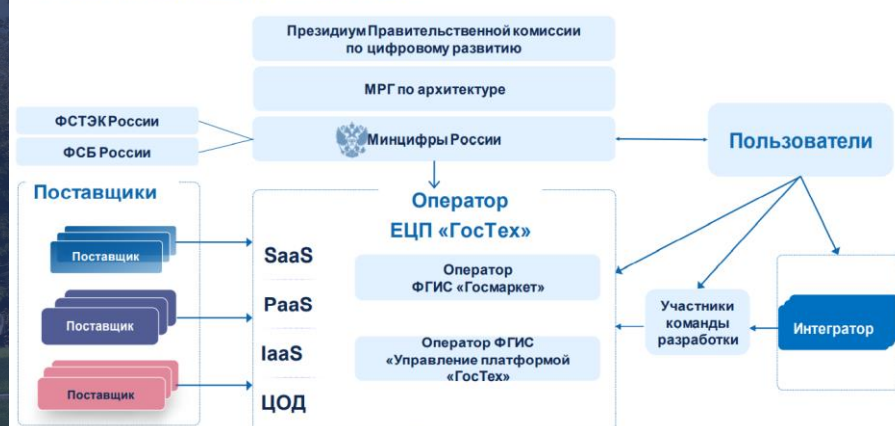 Президиум Правительственной комиссии
по цифровому развитию
МРГ по архитектуре
ФСТЭК России
ФСБ России
Минцифры России
Пользователи
Поставщики
Поставщик
Поставщик
Поставщик
Оператор
ЕЦП «ГосТех»
SaaS
PaaS
IaaS
ЦОД
Оператор
ФГИС «Госмаркет»
Оператор ФГИС
«Управление платформой
«ГосТех»
Участники
команды
разработки
Интегратор